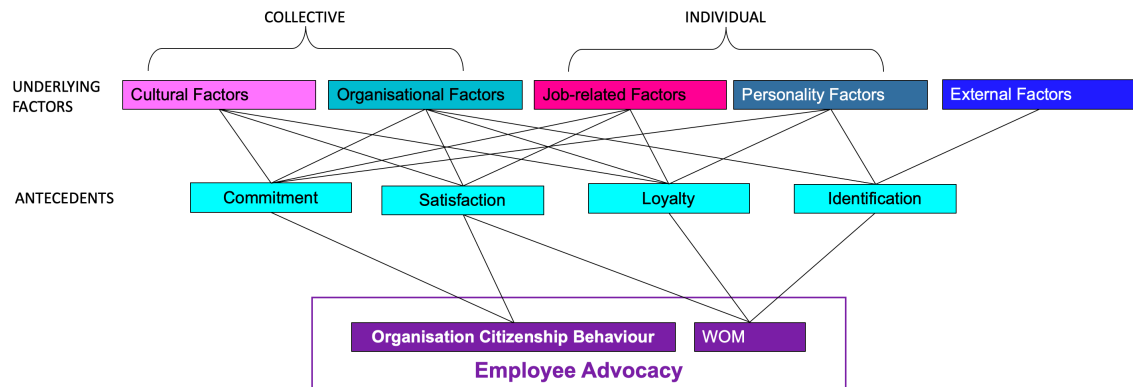 COLLECTIVE
INDIVIDUAL
UNDERLYING
FACTORS
Cultural Factors
Organisational Factors
Job-related Factors
Personality Factors
External Factors
ANTECEDENTS
Commitment
Satisfaction
Loyalty
Identification
Organisation Citizenship Behaviour
WOM
Employee Advocacy